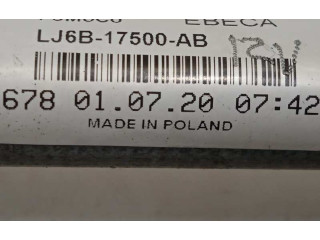 EBECA
LJ6B-17500-AB
678 01.07.20 07:42
MADE IN POLAND